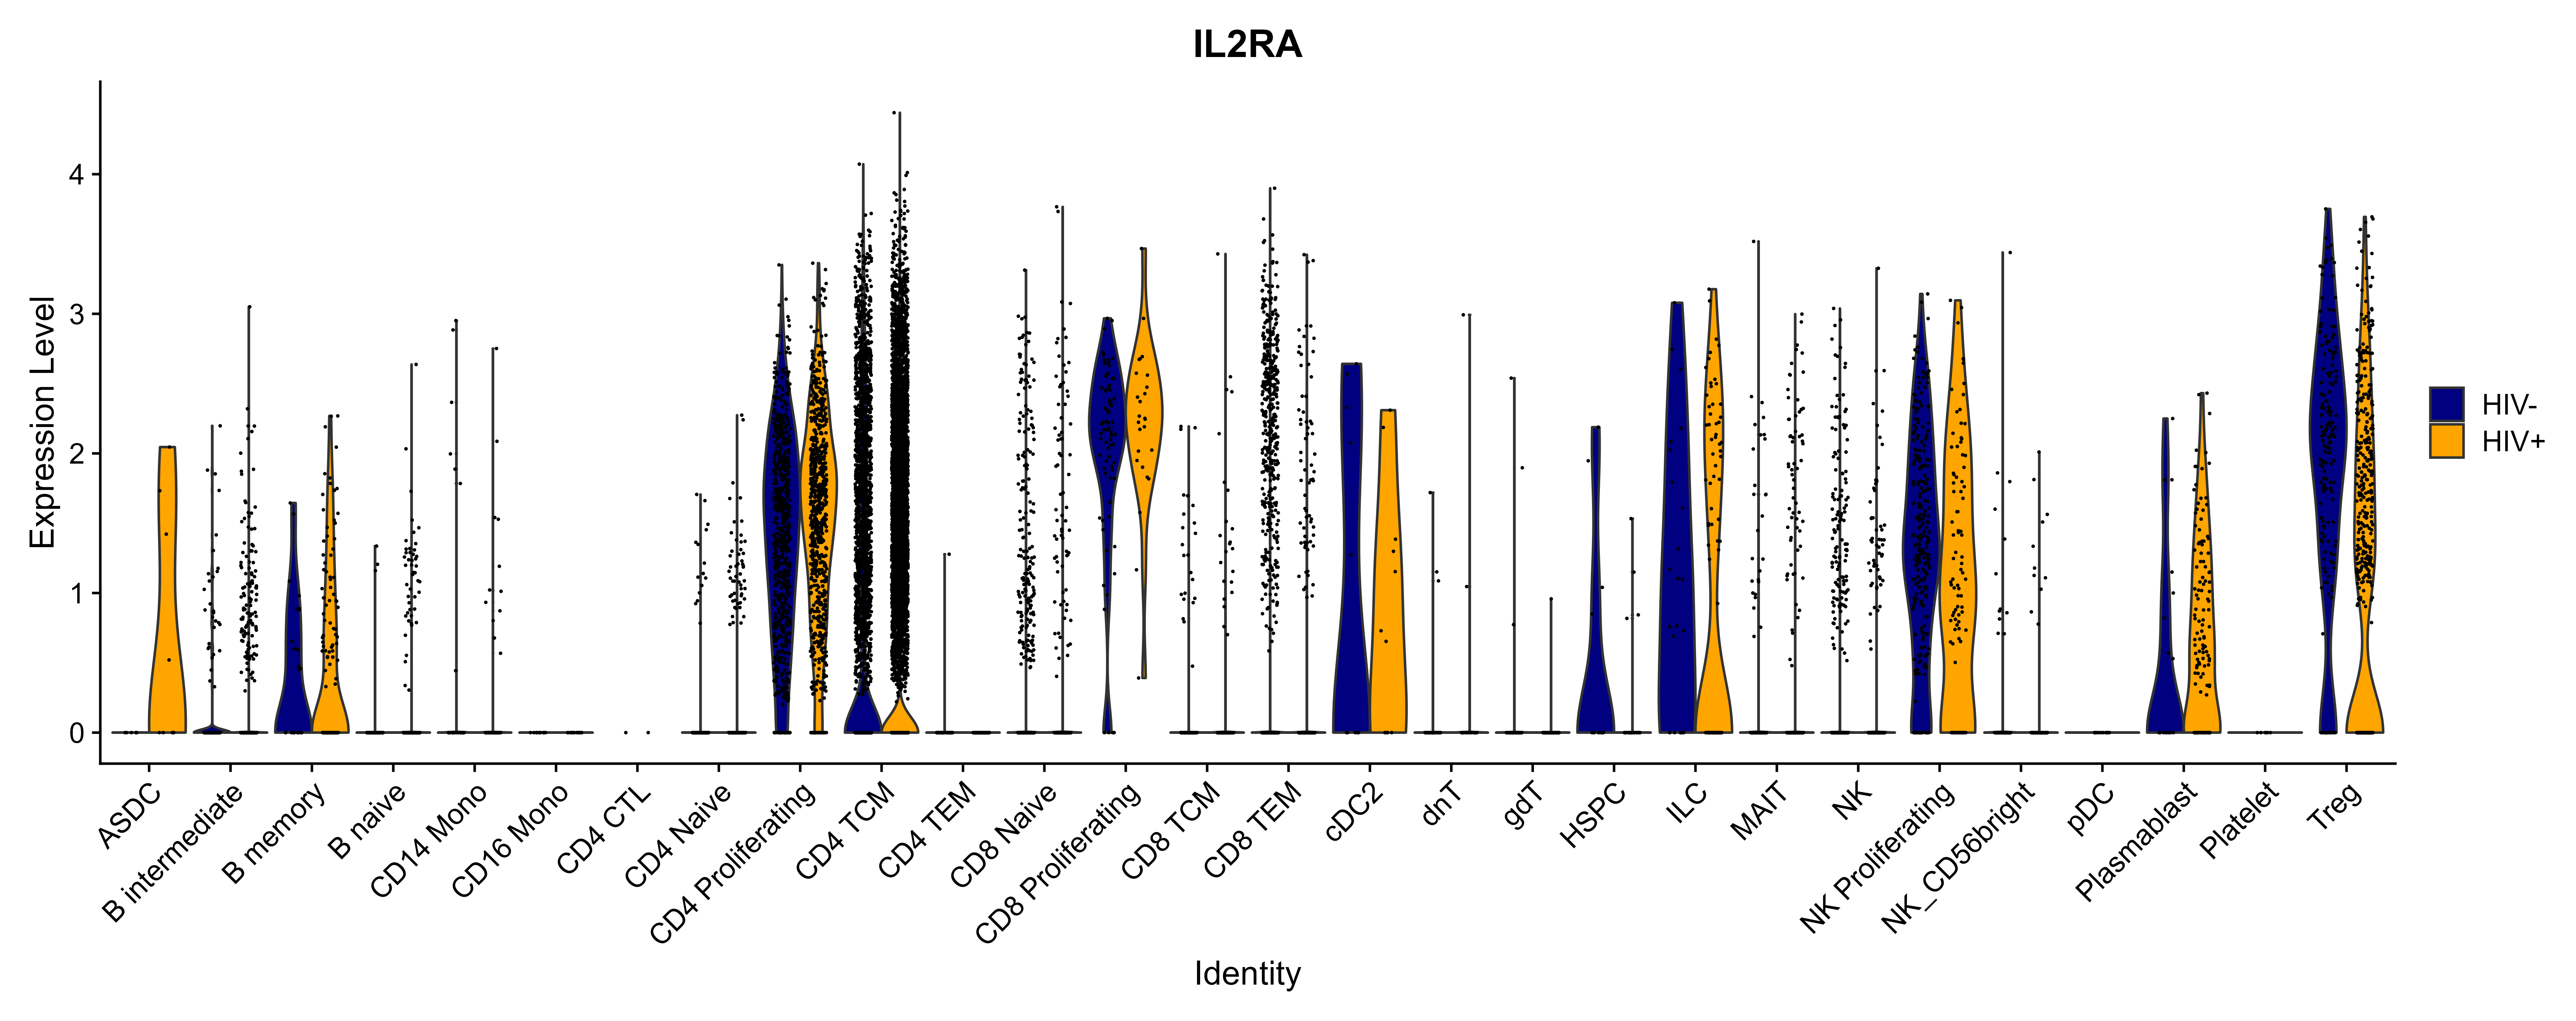 IL2RA
Expression Level
4
3
2
1
0
ASDC
B intermediate
B memory
B naive
CD14 Mono
CD16 Mono
CD4 CTL
CD4 Naive
CD4 Proliferating
CD4 TCM
CD4 TEM
CD8 Naive
CD8 Proliferating
CD8 TCM
CD8 TEM
cDC2
dnT
gdT
HSPC
ILC
MAIT
NK
NK Proliferating
NK_CD56bright
pDC
Plasmablast
Platelet
Treg
Identity
HIV-
HIV+